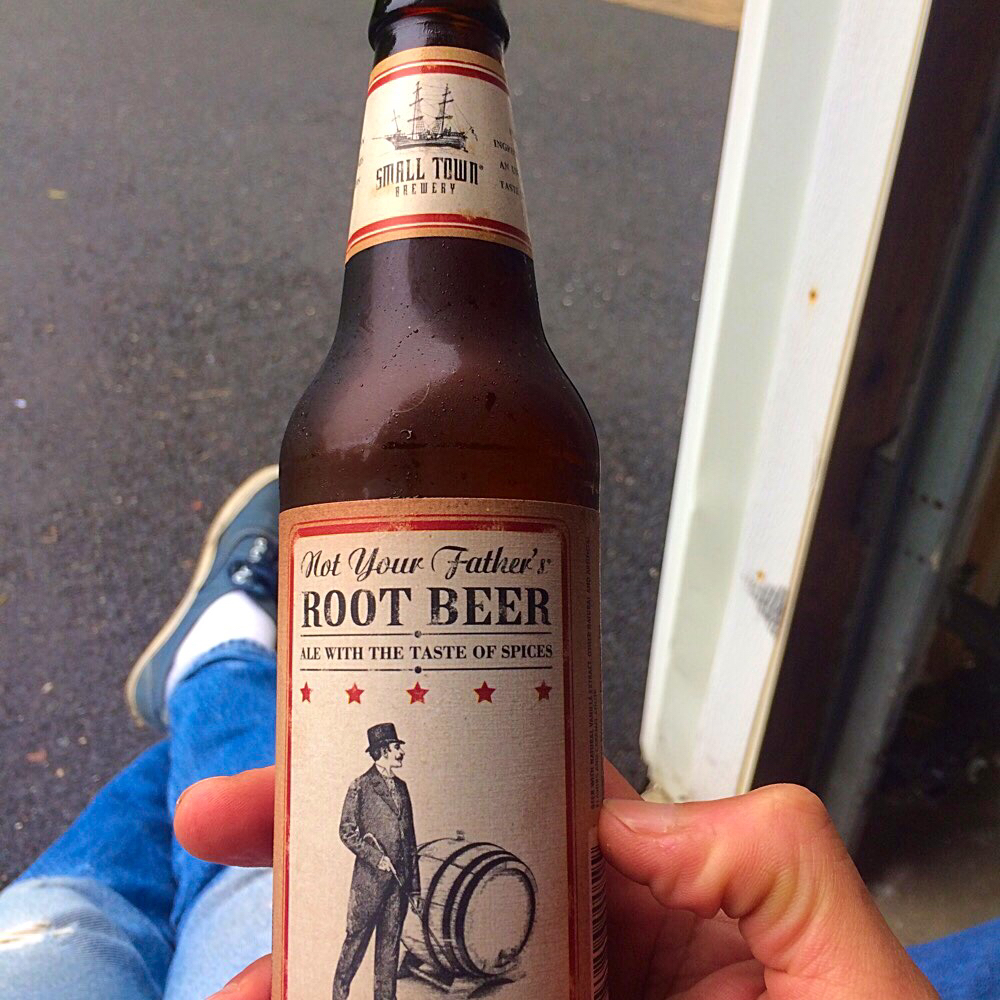 SMALL TOWN
BREWERY
Not Your Father's
ROOT BEER
ALE WITH THE TASTE OF SPICES